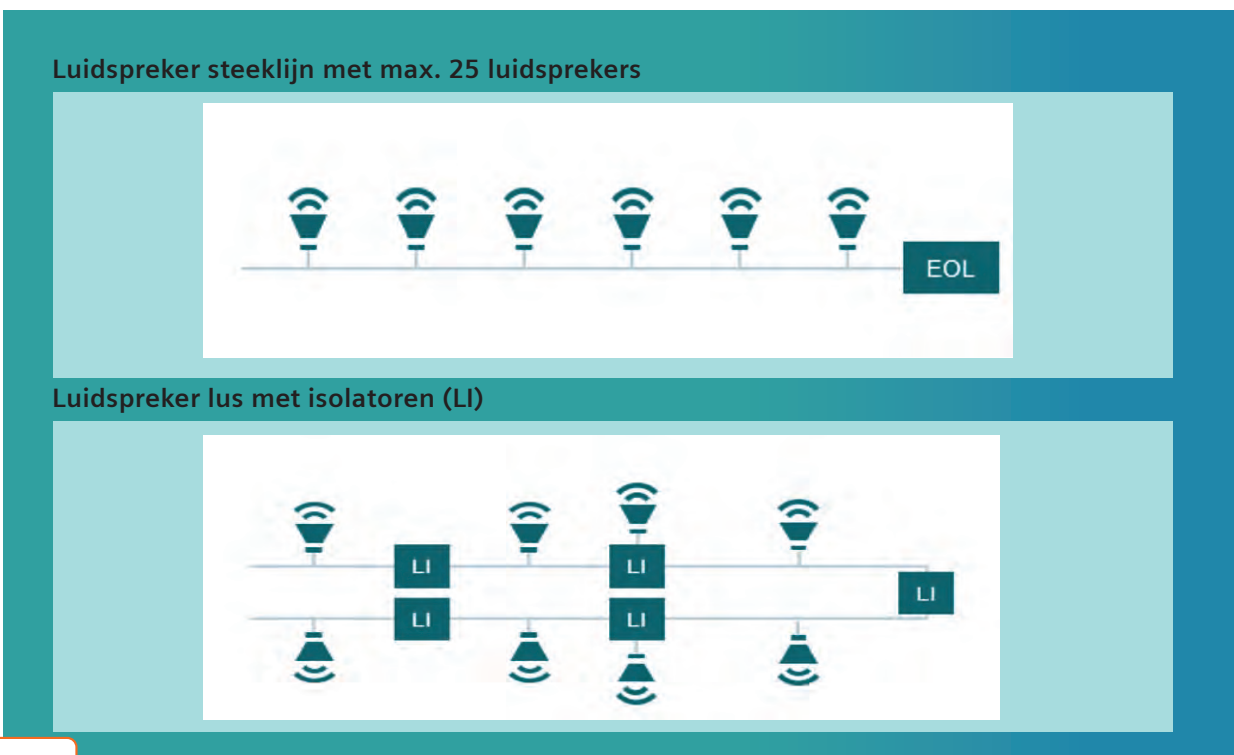 Luidspreker steeklijn met max. 25 luidsprekers
EOL
Luidspreker lus met isolatoren (LI)
LI
LI
LI
LI
LI